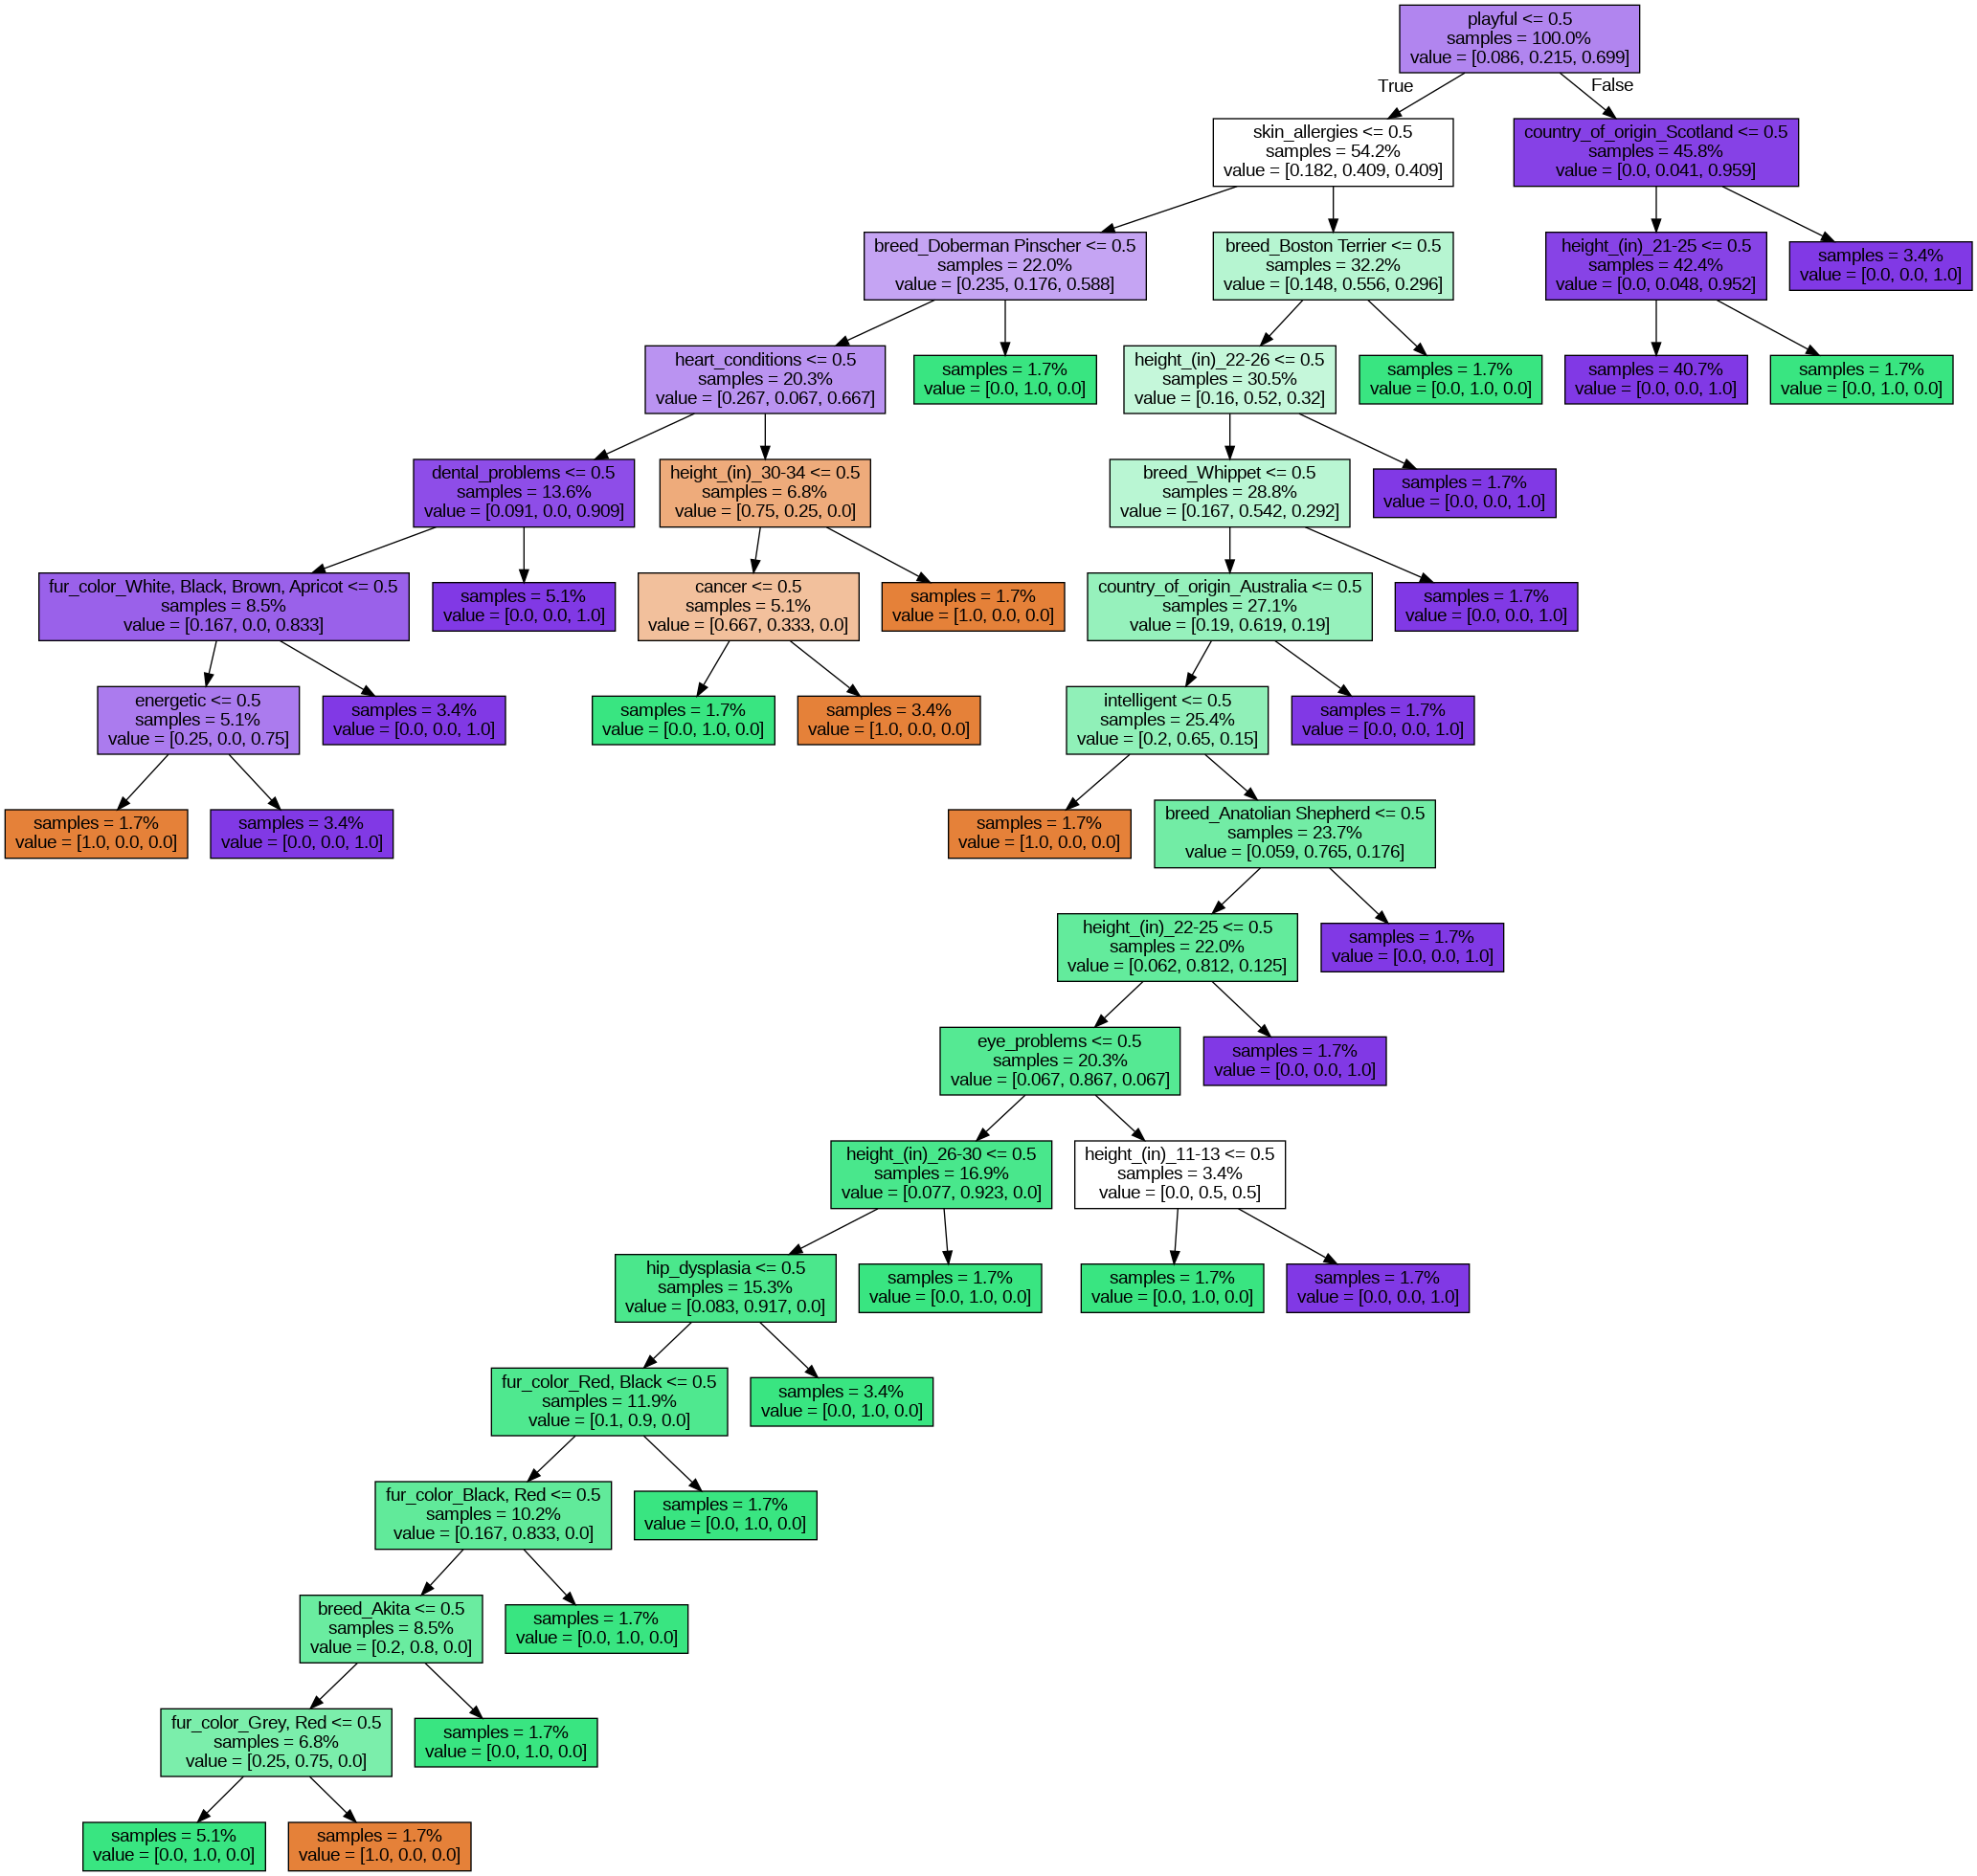 playful <= 0.5
samples = 100.0%
value = [0.086, 0.215, 0.699]
True
False
skin_allergies <= 0.5
samples = 54.2%
value = [0.182, 0.409, 0.409]
country_of_origin_Scotland <= 0.5
samples = 45.8%
value = [0.0, 0.041, 0.959]
breed_Doberman Pinscher <= 0.5
samples = 22.0%
value = [0.235, 0.176, 0.588]
breed_Boston Terrier <= 0.5
samples = 32.2%
value = [0.148, 0.556, 0.296]
height_(in)_21-25 <= 0.5
samples = 42.4%
value = [0.0, 0.048, 0.952]
samples = 3.4%
value = [0.0, 0.0, 1.0]
heart_conditions <= 0.5
samples = 20.3%
value = [0.267, 0.067, 0.667]
samples = 1.7%
value = [0.0, 1.0, 0.0]
height_(in)_22-26 <= 0.5
samples = 30.5%
value = [0.16, 0.52, 0.32]
samples = 1.7%
value = [0.0, 1.0, 0.0]
samples = 40.7%
value = [0.0, 0.0, 1.0]
samples = 1.7%
value = [0.0, 1.0, 0.0]
dental_problems <= 0.5
samples = 13.6%
value = [0.091, 0.0, 0.909]
height_(in)_30-34 <= 0.5
samples = 6.8%
value = [0.75, 0.25, 0.0]
breed_Whippet <= 0.5
samples = 28.8%
value = [0.167, 0.542, 0.292]
samples = 1.7%
value = [0.0, 0.0, 1.0]
fur_color_White, Black, Brown, Apricot <= 0.5
samples = 8.5%
value = [0.167, 0.0, 0.833]
samples = 5.1%
value = [0.0, 0.0, 1.0]
cancer <= 0.5
samples = 5.1%
value = [0.667, 0.333, 0.0]
samples = 1.7%
value = [1.0, 0.0, 0.0]
country_of_origin_Australia <= 0.5
samples = 27.1%
value = [0.19, 0.619, 0.19]
samples = 1.7%
value = [0.0, 0.0, 1.0]
energetic <= 0.5
samples = 5.1%
value = [0.25, 0.0, 0.75]
samples = 3.4%
value = [0.0, 0.0, 1.0]
samples = 1.7%
value = [0.0, 1.0, 0.0]
samples = 3.4%
value = [1.0, 0.0, 0.0]
intelligent <= 0.5
samples = 25.4%
value = [0.2, 0.65, 0.15]
samples = 1.7%
value = [0.0, 0.0, 1.0]
samples = 1.7%
value = [1.0, 0.0, 0.0]
samples = 3.4%
value = [0.0, 0.0, 1.0]
samples = 1.7%
value = [1.0, 0.0, 0.0]
breed_Anatolian Shepherd <= 0.5
samples = 23.7%
value = [0.059, 0.765, 0.176]
height_(in)_22-25 <= 0.5
samples = 22.0%
value = [0.062, 0.812, 0.125]
samples = 1.7%
value = [0.0, 0.0, 1.0]
eye_problems <= 0.5
samples = 20.3%
value = [0.067, 0.867, 0.067]
samples = 1.7%
value = [0.0, 0.0, 1.0]
height_(in)_26-30 <= 0.5
samples = 16.9%
value = [0.077, 0.923, 0.0]
height_(in)_11-13 <= 0.5
samples = 3.4%
value = [0.0, 0.5, 0.5]
hip_dysplasia <= 0.5
samples = 15.3%
value = [0.083, 0.917, 0.0]
samples = 1.7%
value = [0.0, 1.0, 0.0]
samples = 1.7%
value = [0.0, 1.0, 0.0]
samples = 1.7%
value = [0.0, 0.0, 1.0]
fur_color_Red, Black <= 0.5
samples = 11.9%
value = [0.1, 0.9, 0.0]
samples = 3.4%
value = [0.0, 1.0, 0.0]
fur_color_Black, Red <= 0.5
samples = 10.2%
value = [0.167, 0.833, 0.0]
samples = 1.7%
value = [0.0, 1.0, 0.0]
breed_Akita <= 0.5
samples = 8.5%
value = [0.2, 0.8, 0.0]
samples = 1.7%
value = [0.0, 1.0, 0.0]
fur_color_Grey, Red <= 0.5
samples = 6.8%
value = [0.25, 0.75, 0.0]
samples = 1.7%
value = [0.0, 1.0, 0.0]
samples = 5.1%
value = [0.0, 1.0, 0.0]
samples = 1.7%
value = [1.0, 0.0, 0.0]